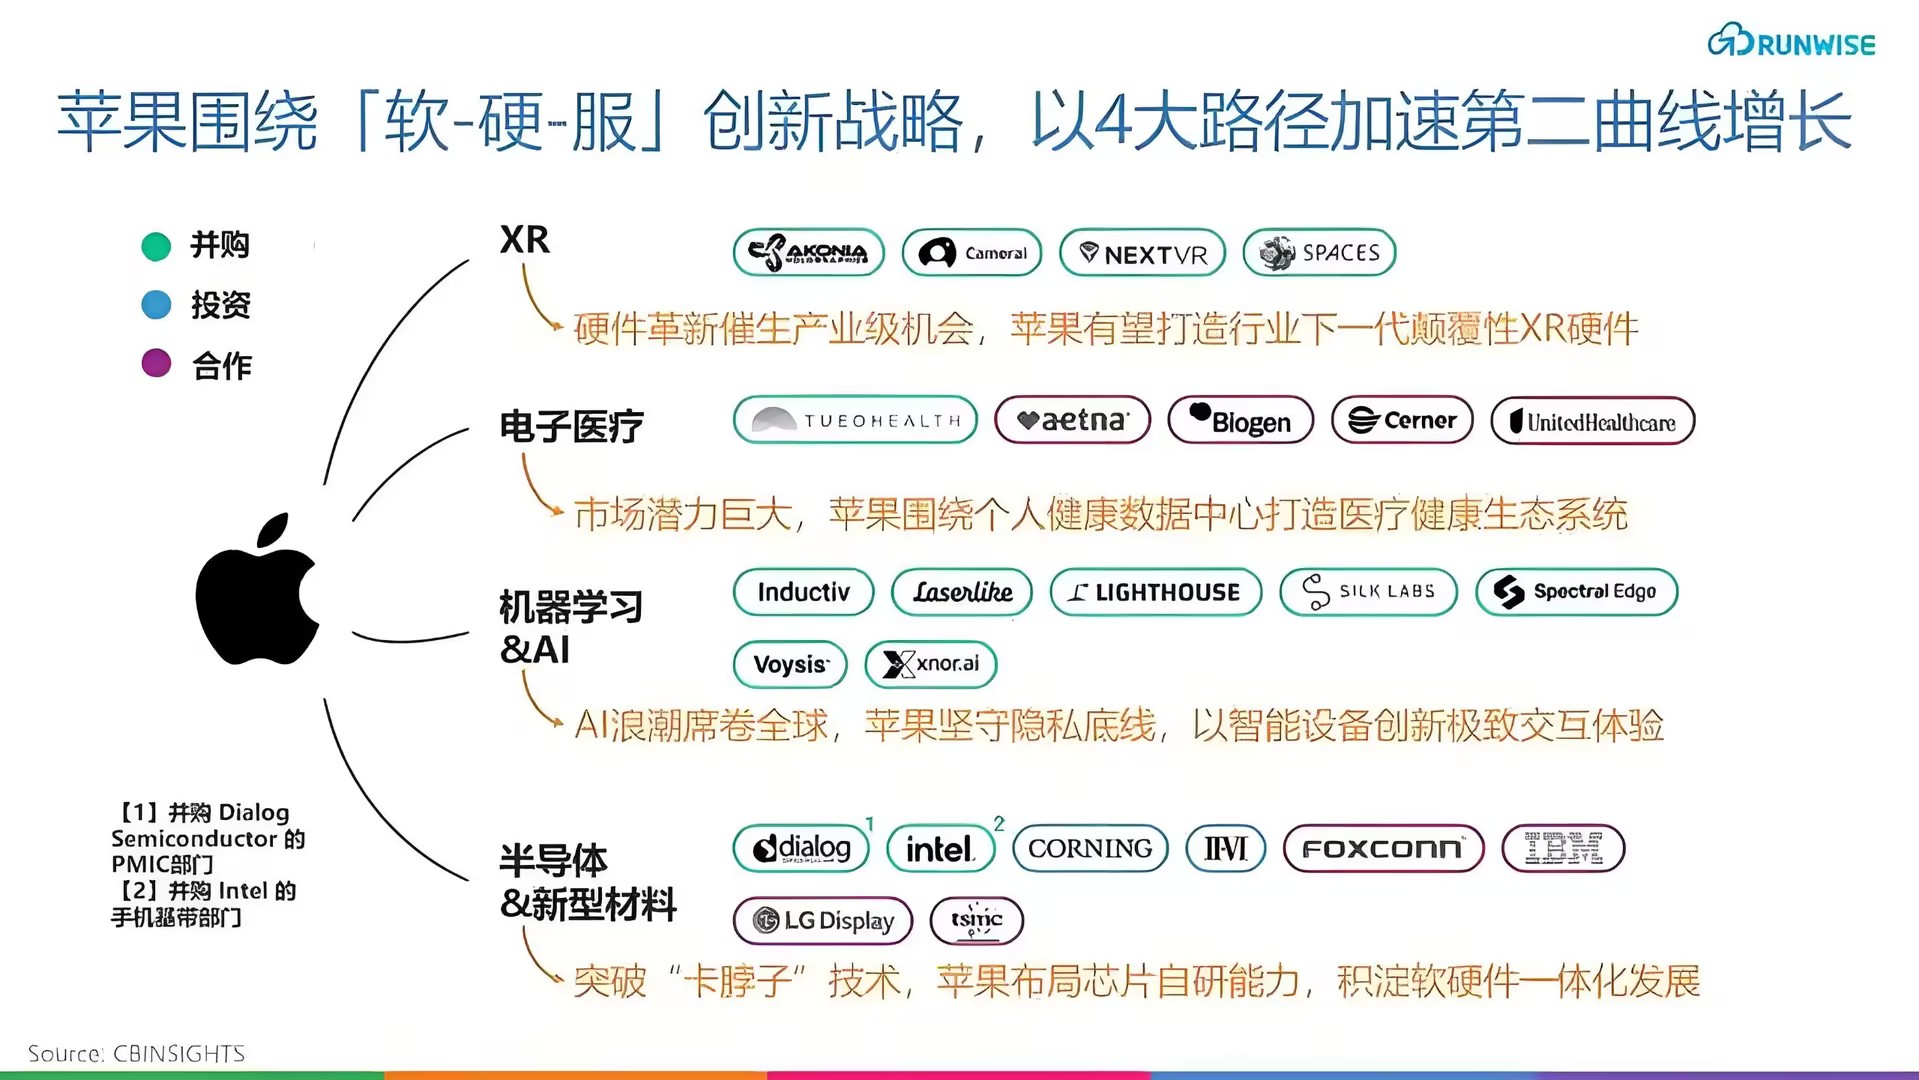 RUNWISE
苹果围绕「软-硬-服」创新战略，以4大路径加速第二曲线增长
并购
投资
合作
XR
AKONIA
Camerai
NEXTVR
SPACES
硬件革新催生产业级机会，苹果有望打造行业下一代颠覆性XR硬件
电子医疗
TUEOHEALTH
aetna
Biogen
Cerner
UnitedHealthcare
市场潜力巨大，苹果围绕个人健康数据中心打造医疗健康生态系统
机器学习
&AI
Inductiv
Laserlike
LIGHTHOUSE
SILK LABS
Spectral Edge
Voysis
xnor.ai
AI浪潮席卷全球，苹果坚守隐私底线，以智能设备创新极致交互体验
半导体
&新型材料
dialog 1
intel. 2
CORNING
II-VI
FOXCONN
IBM
LG Display
tsmc
突破“卡脖子”技术，苹果布局芯片自研能力，积淀软硬件一体化发展
【1】并购 Dialog
Semiconductor 的
PMIC部门
【2】并购 Intel 的
手机基带部门
Source: CBINSIGHTS